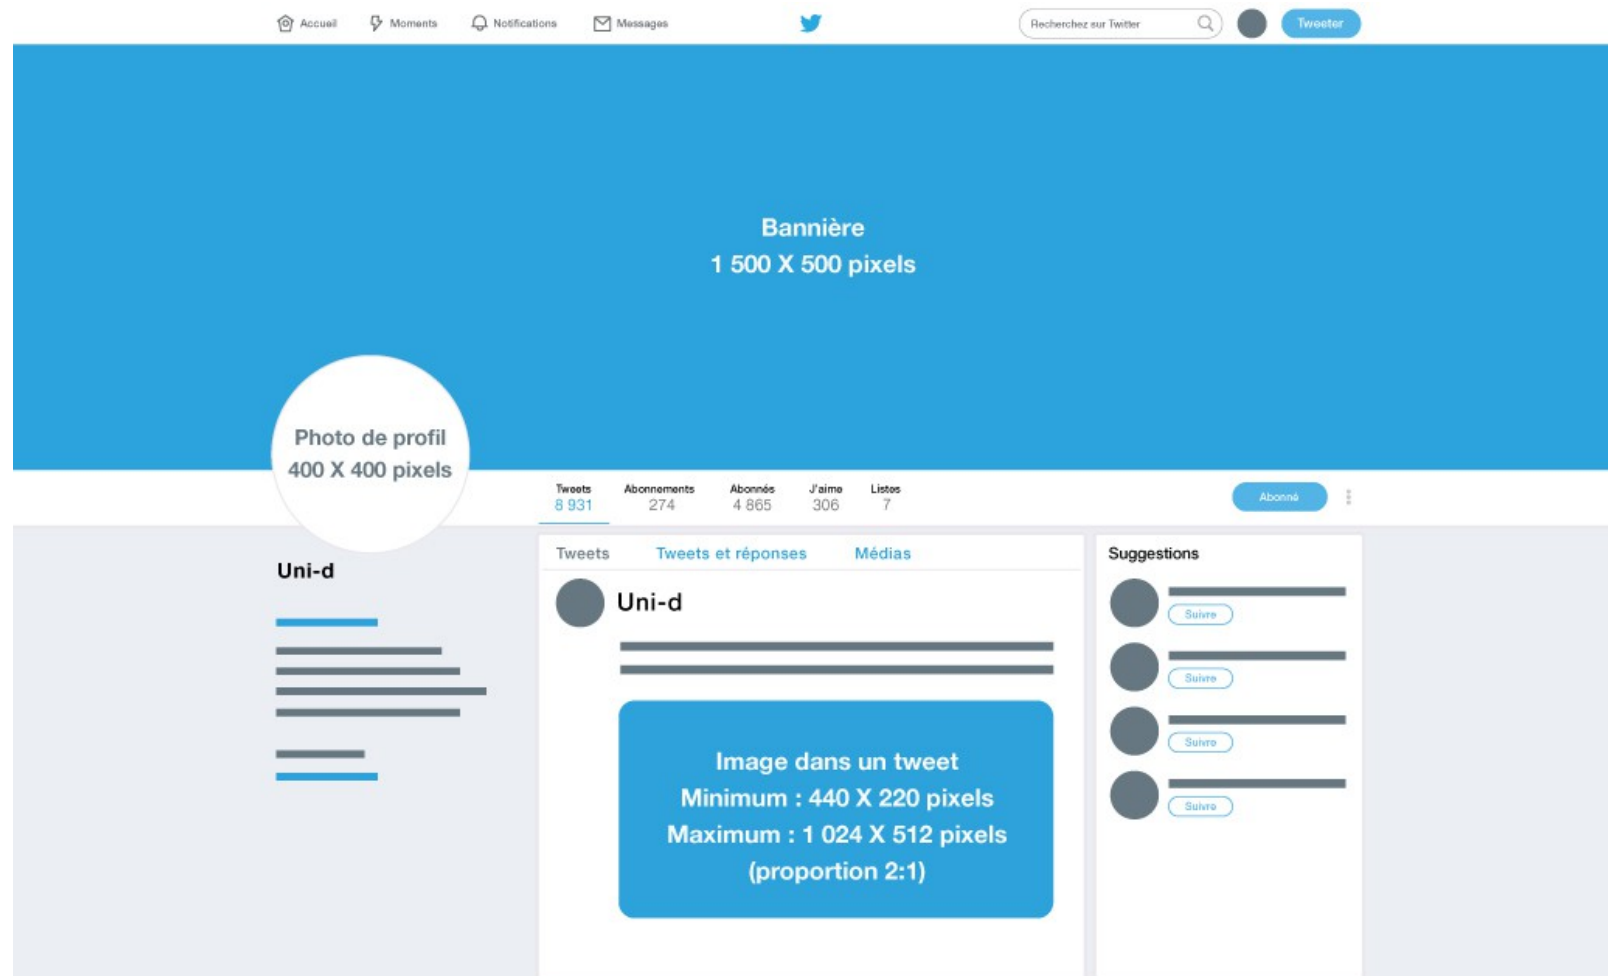 Accueil
Moments
Notifications
Messages
Recherchez sur Twitter
Tweeter
Bannière
1 500 X 500 pixels
Photo de profil
400 X 400 pixels
Tweets
8 931
Abonnements
274
Abonnés
4 865
J'aime
306
Listes
7
Abonné
Uni-d
Tweets
Tweets et réponses
Médias
Uni-d
Image dans un tweet
Minimum : 440 X 220 pixels
Maximum : 1 024 X 512 pixels
(proportion 2:1)
Suggestions
Suivre
Suivre
Suivre
Suivre